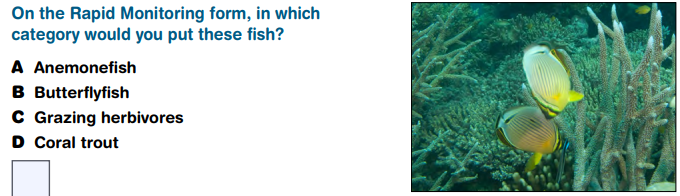 On the Rapid Monitoring form, in which
category would you put these fish?
A Anemonefish
B Butterflyfish
C Grazing herbivores
D Coral trout